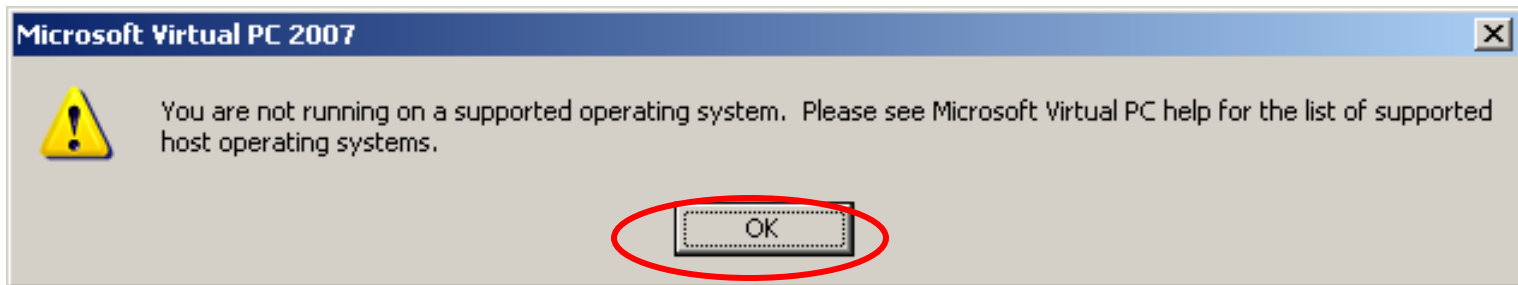 Microsoft Virtual PC 2007
You are not running on a supported operating system.  Please see Microsoft Virtual PC help for the list of supported
host operating systems.
OK